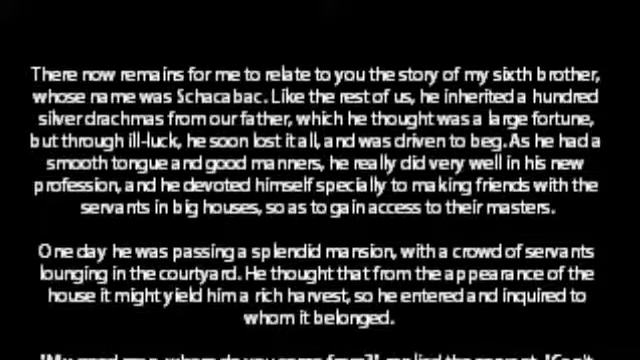 There now remains for me to relate to you the story of my sixth brother,
whose name was Schacabac. Like the rest of us, he inherited a hundred
silver drachmas from our father, which he thought was a large fortune,
but through ill-luck, he soon lost it all, and was driven to beg. As he had a
smooth tongue and good manners, he really did very well in his new
profession, and he devoted himself specially to making friends with the
servants in big houses, so as to gain access to their masters.
One day he was passing a splendid mansion, with a crowd of servants
lounging in the courtyard. He thought that from the appearance of the
house it might yield him a rich harvest, so he entered and inquired to
whom it belonged.